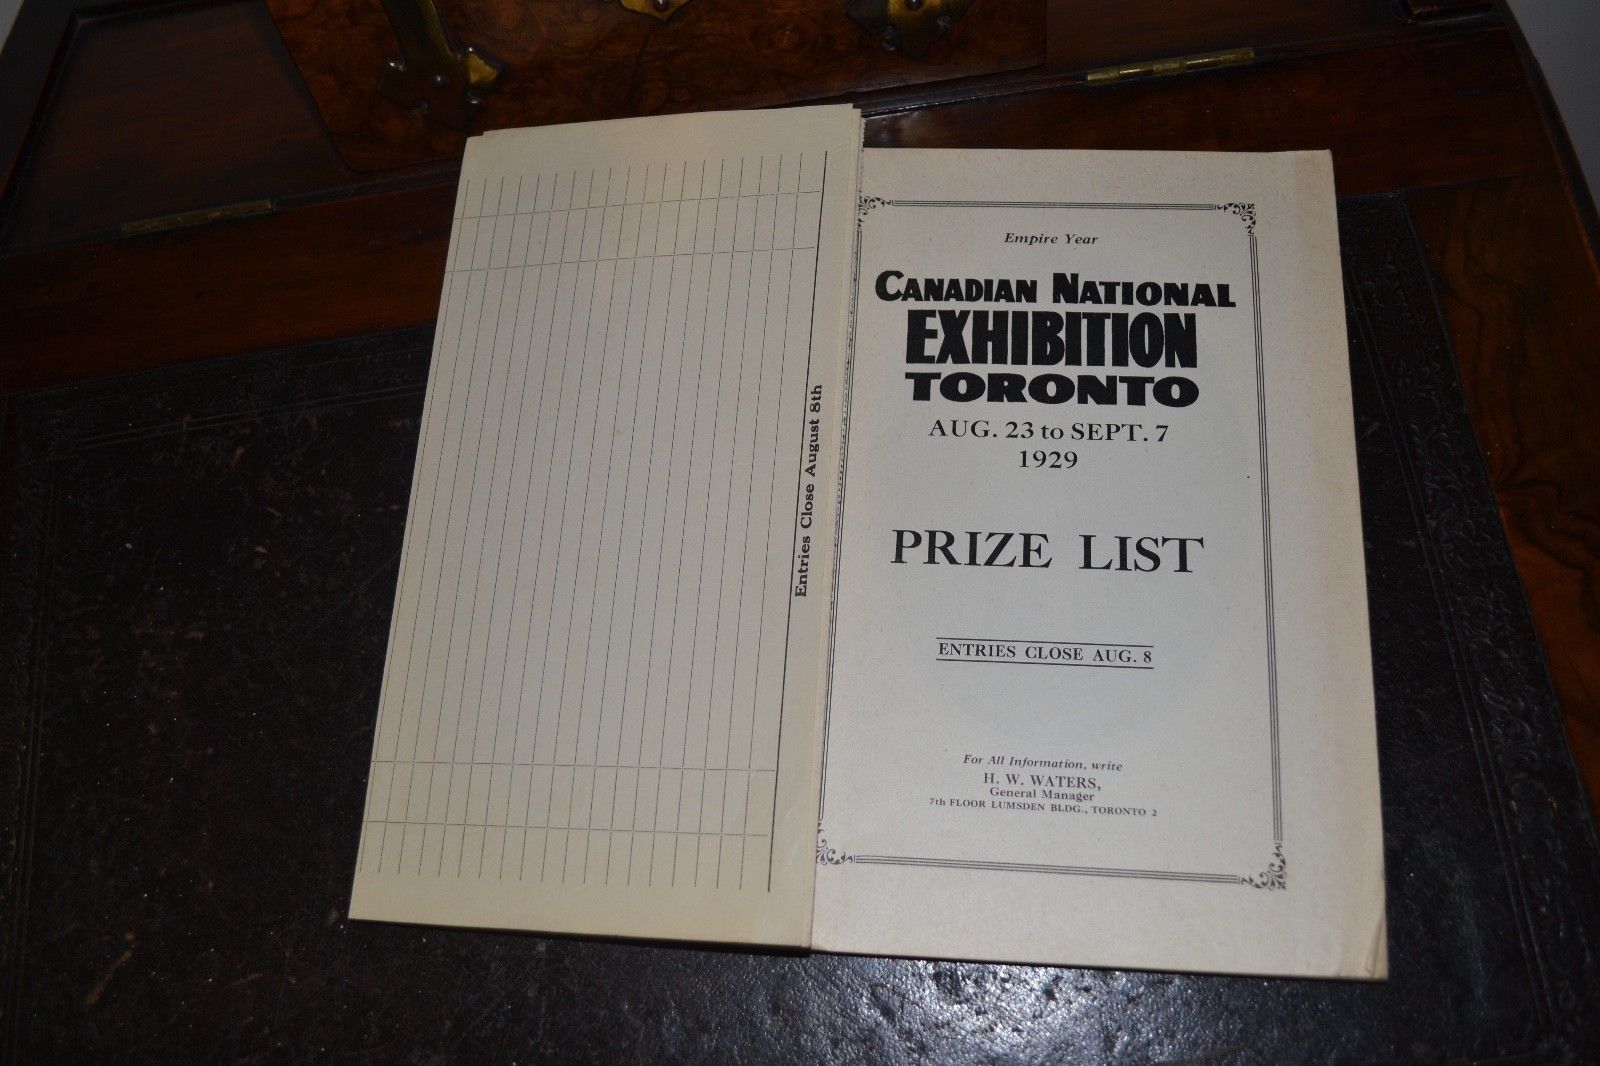 Entries Close August 8th
Empire Year
CANADIAN NATIONAL
EXHIBITION
TORONTO
AUG. 23 to SEPT. 7
1929
PRIZE LIST
ENTRIES CLOSE AUG. 8
For All Information, write
H. W. WATERS,
General Manager
7th FLOOR LUMSDEN BLDG., TORONTO 2